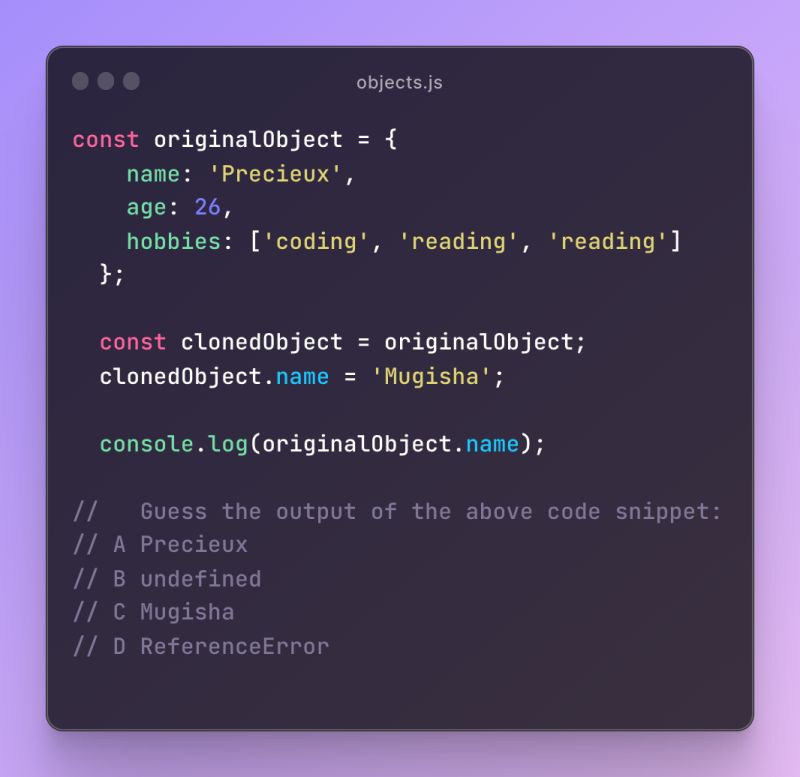 objects.js
const originalObject = {
    name: 'Precieux',
    age: 26,
    hobbies: ['coding', 'reading', 'reading']
  };

  const clonedObject = originalObject;
  clonedObject.name = 'Mugisha';

  console.log(originalObject.name);

//   Guess the output of the above code snippet:
// A Precieux
// B undefined
// C Mugisha
// D ReferenceError